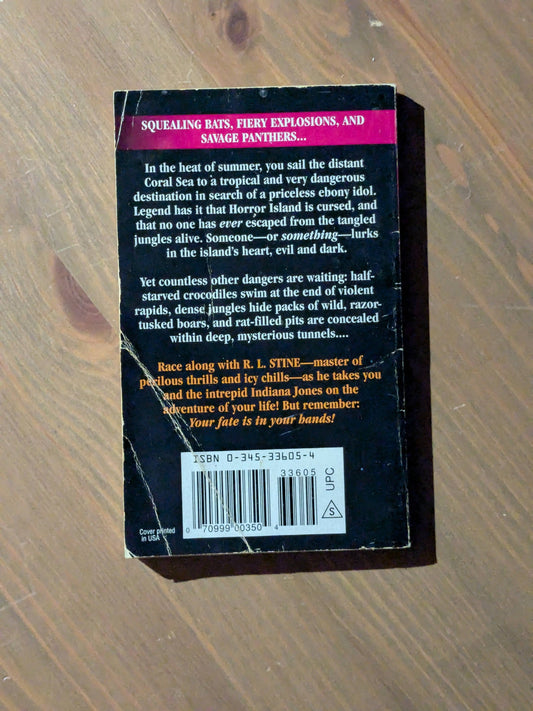 SQUEALING BATS, FIERY EXPLOSIONS, AND
SAVAGE PANTHERS...
In the heat of summer, you sail the distant
Coral Sea to a tropical and very dangerous
destination in search of a priceless ebony idol.
Legend has it that Horror Island is cursed, and
that no one has ever escaped from the tangled
jungles alive. Someone—or something—lurks
in the island's heart, evil and dark.
Yet countless other dangers are waiting: half-
starved crocodiles swim at the end of violent
rapids, dense jungles hide packs of wild, razor-
tusked boars, and rat-filled pits are concealed
within deep, mysterious tunnels....
Race along with R. L. STINE—master of
perilous thrills and icy chills—as he takes you
and the intrepid Indiana Jones on the
adventure of your life! But remember:
Your fate is in your hands!
ISBN 0-345-33605-4
33605
UPC
S
0 70999 00350 4
Cover printed
in USA